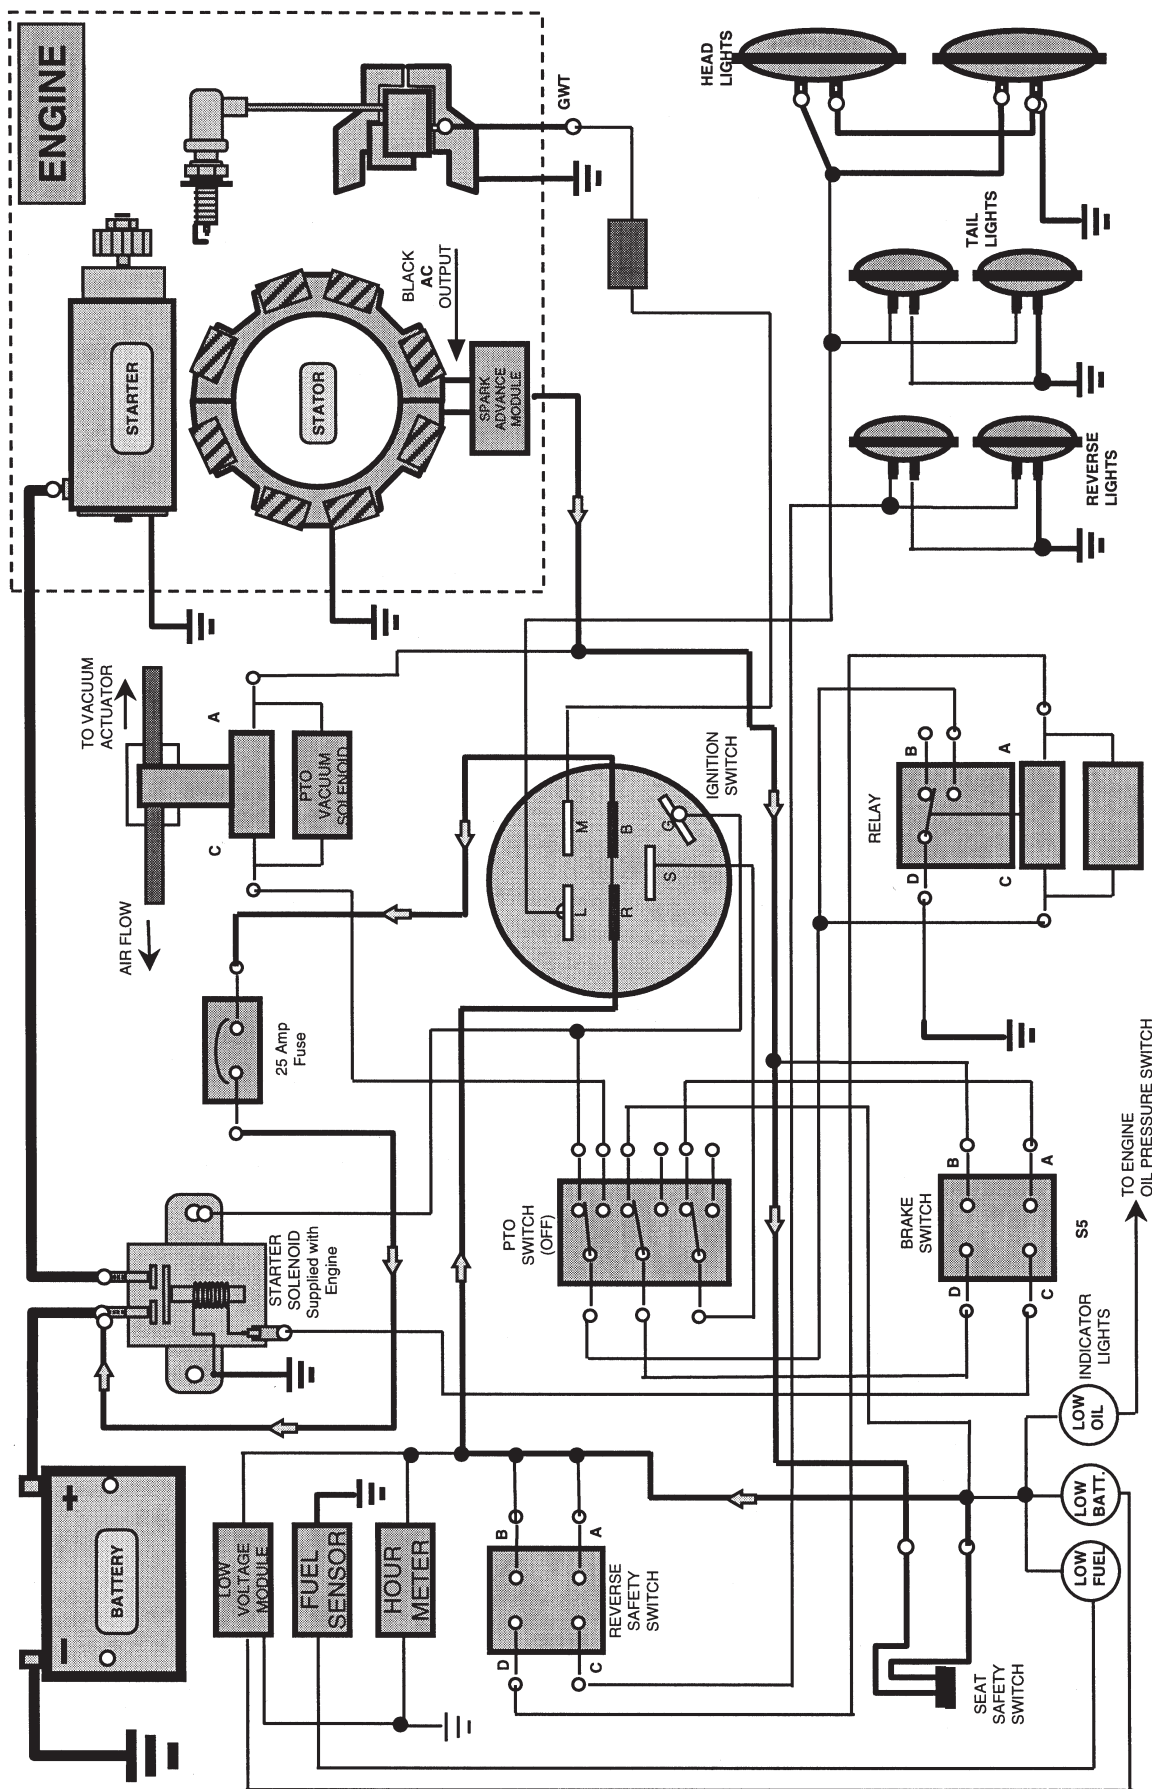 ENGINE
STARTER
STATOR
BLACK
AC
OUTPUT
SPARK
ADVANCE
MODULE
GWT
HEAD
LIGHTS
TAIL
LIGHTS
REVERSE
LIGHTS
TO VACUUM
ACTUATOR
AIR FLOW
A
C
PTO
VACUUM
SOLENOID
25 Amp
Fuse
IGNITION
SWITCH
M
B
G
L
R
S
RELAY
B
A
D
C
STARTER
SOLENOID
Supplied with
Engine
PTO
SWITCH
(OFF)
BRAKE
SWITCH
B
A
D
C
S5
TO ENGINE
OIL PRESSURE SWITCH
INDICATOR
LIGHTS
LOW
OIL
LOW
BATT.
LOW
FUEL
BATTERY
+
−
LOW
VOLTAGE
MODULE
FUEL
SENSOR
HOUR
METER
REVERSE
SAFETY
SWITCH
B
A
D
C
SEAT
SAFETY
SWITCH